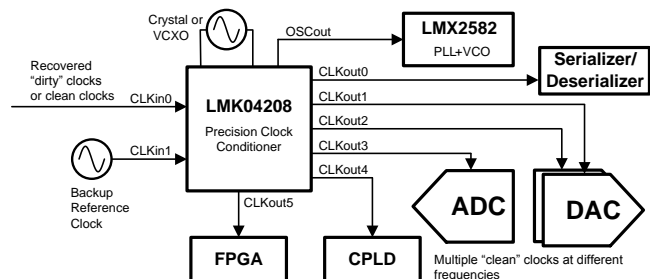 Crystal or
VCXO
OSCout
LMX2582
PLL+VCO
Recovered
“dirty” clocks
or clean clocks
CLKin0
LMK04208
Precision Clock
Conditioner
CLKout0
Serializer/
Deserializer
CLKout1
CLKout2
CLKout3
CLKout4
CLKin1
Backup
Reference
Clock
CLKout5
FPGA
CPLD
ADC
DAC
Multiple “clean” clocks at different
frequencies